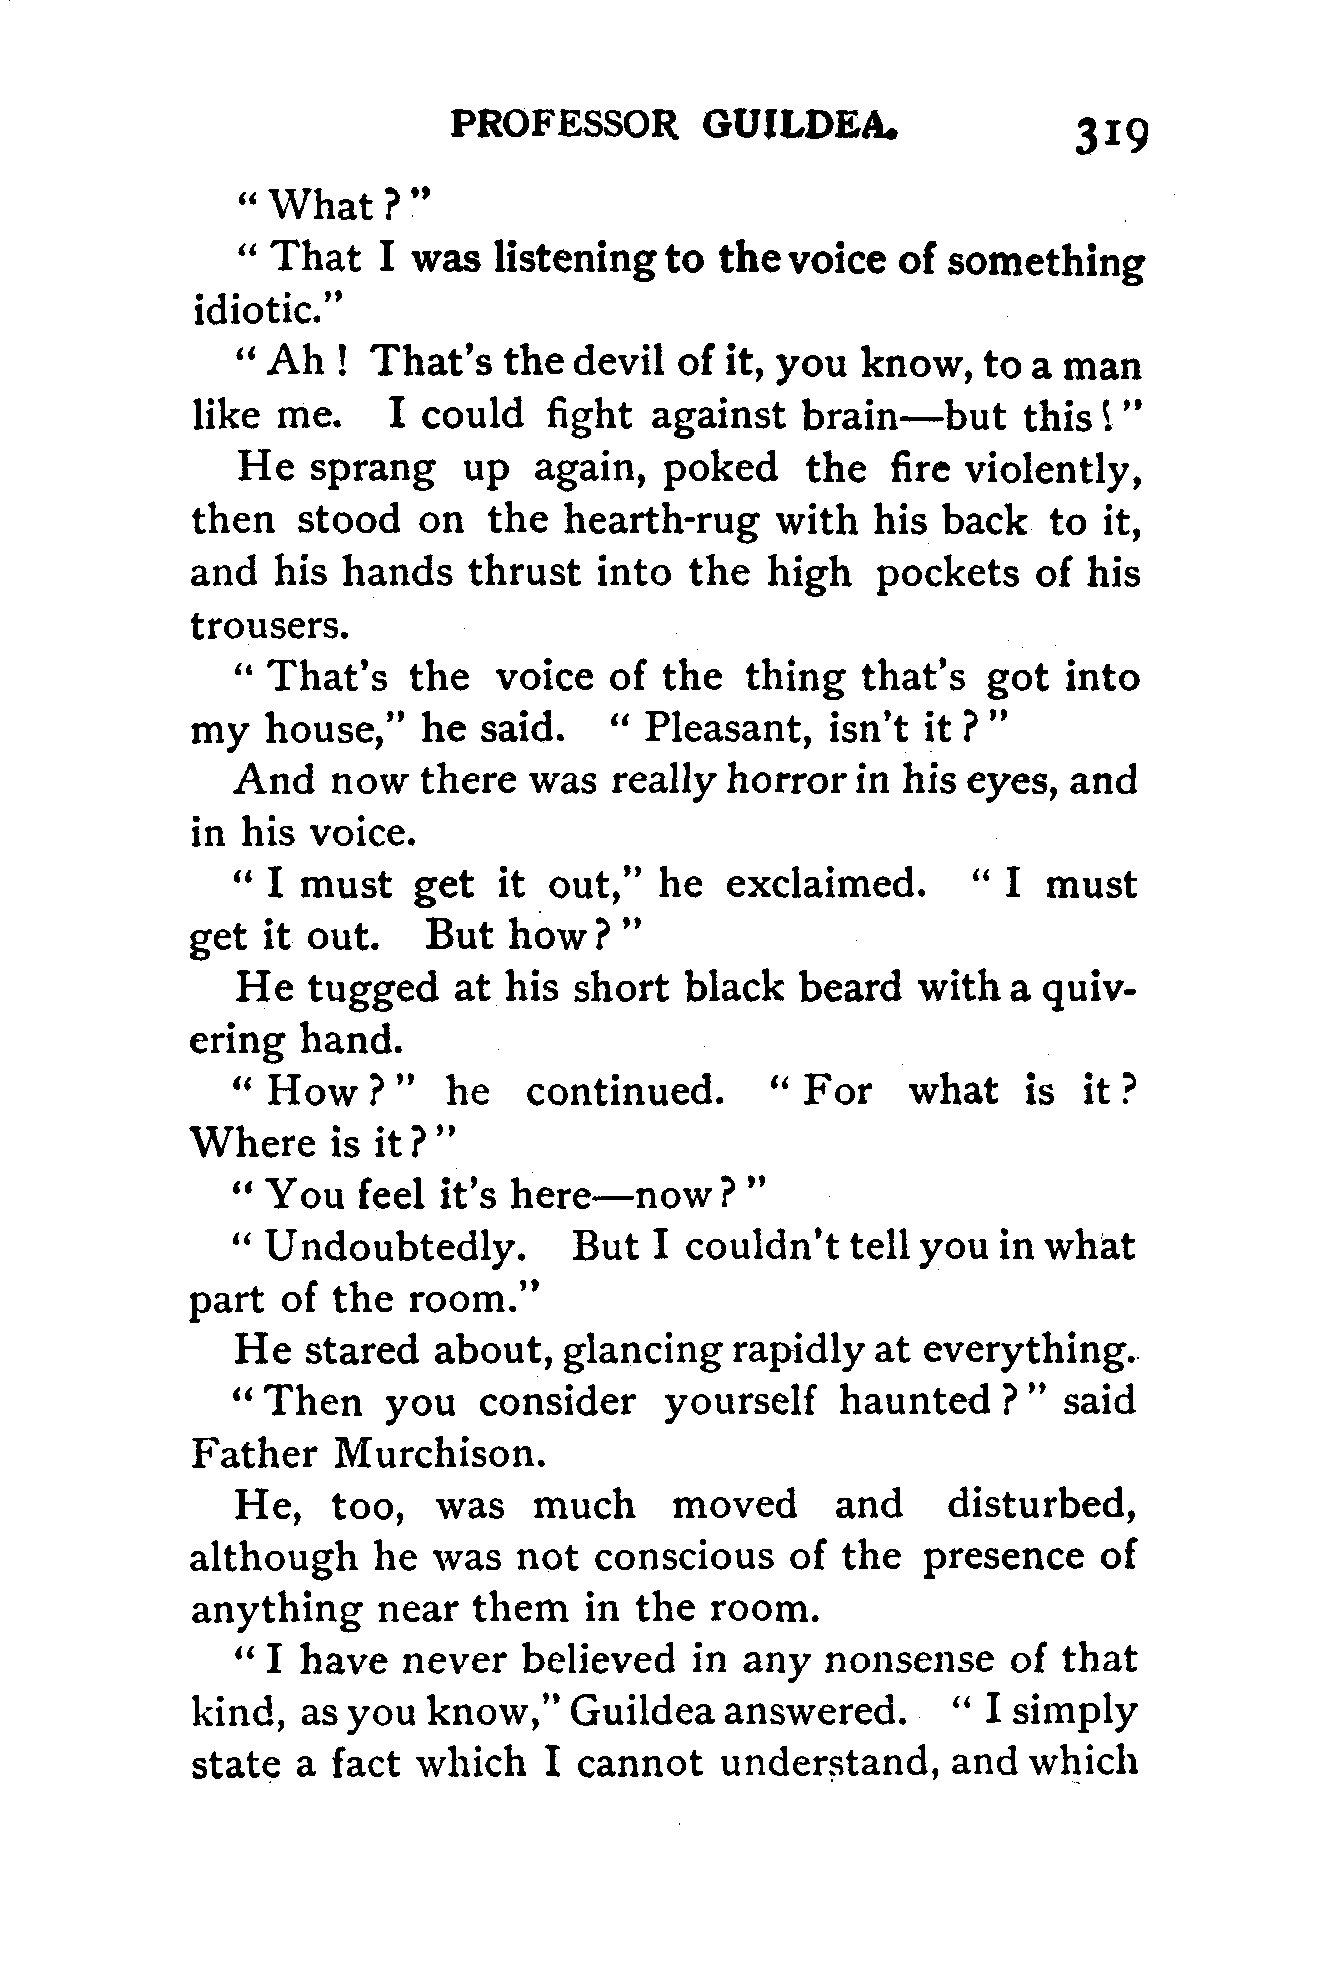 PROFESSOR GUILDEA. 319
“ What ? ”
“ That I was listening to the voice of something
idiotic.”
“ Ah ! That’s the devil of it, you know, to a man
like me. I could fight against brain—but this ! ”
He sprang up again, poked the fire violently,
then stood on the hearth-rug with his back to it,
and his hands thrust into the high pockets of his
trousers.
“ That’s the voice of the thing that’s got into
my house,” he said. “ Pleasant, isn’t it ? ”
And now there was really horror in his eyes, and
in his voice.
“ I must get it out,” he exclaimed. “ I must
get it out. But how ? ”
He tugged at his short black beard with a quiv-
ering hand.
“ How ? ” he continued. “ For what is it ?
Where is it ? ”
“ You feel it’s here—now ? ”
“ Undoubtedly. But I couldn’t tell you in what
part of the room.”
He stared about, glancing rapidly at everything.
“ Then you consider yourself haunted ? ” said
Father Murchison.
He, too, was much moved and disturbed,
although he was not conscious of the presence of
anything near them in the room.
“ I have never believed in any nonsense of that
kind, as you know,” Guildea answered. “ I simply
state a fact which I cannot understand, and which